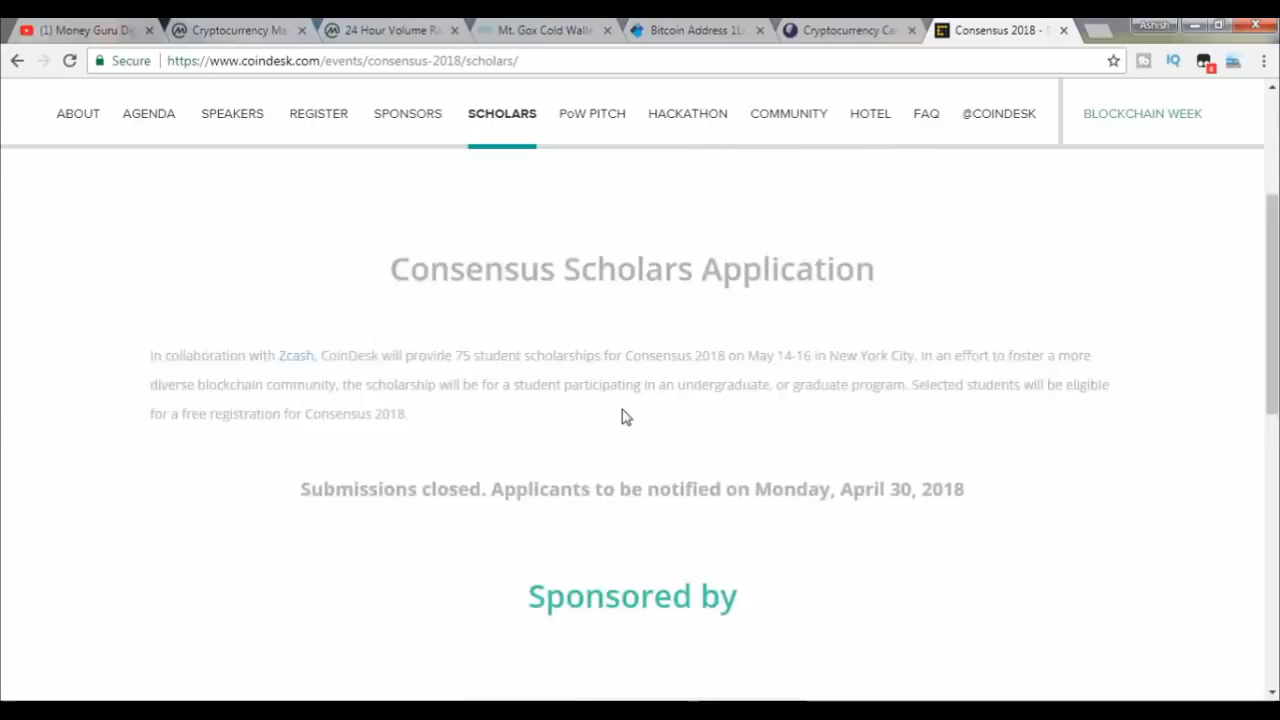 (1) Money Guru Di
Cryptocurrency Ma
24 Hour Volume R
Mt. Gox Cold Walle
Bitcoin Address 1L
Cryptocurrency Ca
Consensus 2018 -
Ashish
Secure
https://www.coindesk.com/events/consensus-2018/scholars/
IQ
ABOUT
AGENDA
SPEAKERS
REGISTER
SPONSORS
SCHOLARS
PoW PITCH
HACKATHON
COMMUNITY
HOTEL
FAQ
@COINDESK
BLOCKCHAIN WEEK
Consensus Scholars Application
In collaboration with Zcash, CoinDesk will provide 75 student scholarships for Consensus 2018 on May 14-16 in New York City. In an effort to foster a more
diverse blockchain community, the scholarship will be for a student participating in an undergraduate, or graduate program. Selected students will be eligible
for a free registration for Consensus 2018.
Submissions closed. Applicants to be notified on Monday, April 30, 2018
Sponsored by